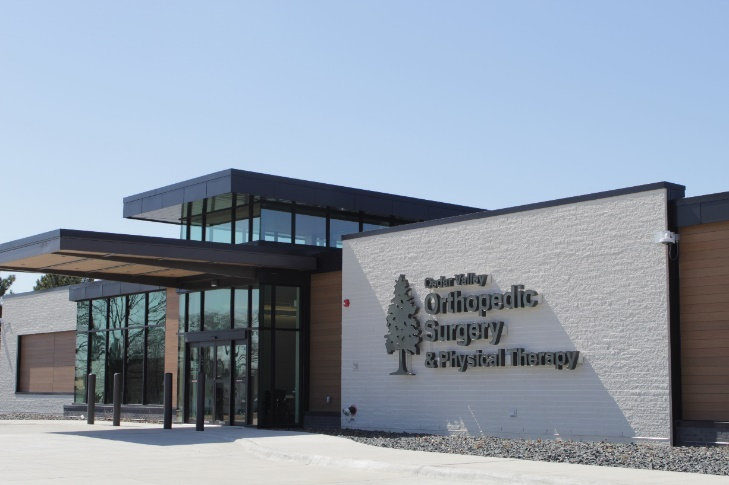 Cedar Valley
Orthopedic
Surgery
& Physical Therapy